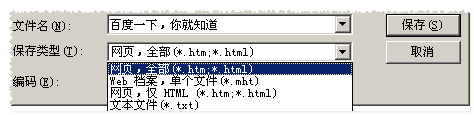 文件名(N): 百度一下，你就知道 保存(S)
保存类型(T): 网页，全部(*.htm;*.html) 取消
网页，全部(*.htm;*.html)
Web 档案，单个文件(*.mht)
编码(E): 网页，仅 HTML (*.htm;*.html)
文本文件(*.txt)